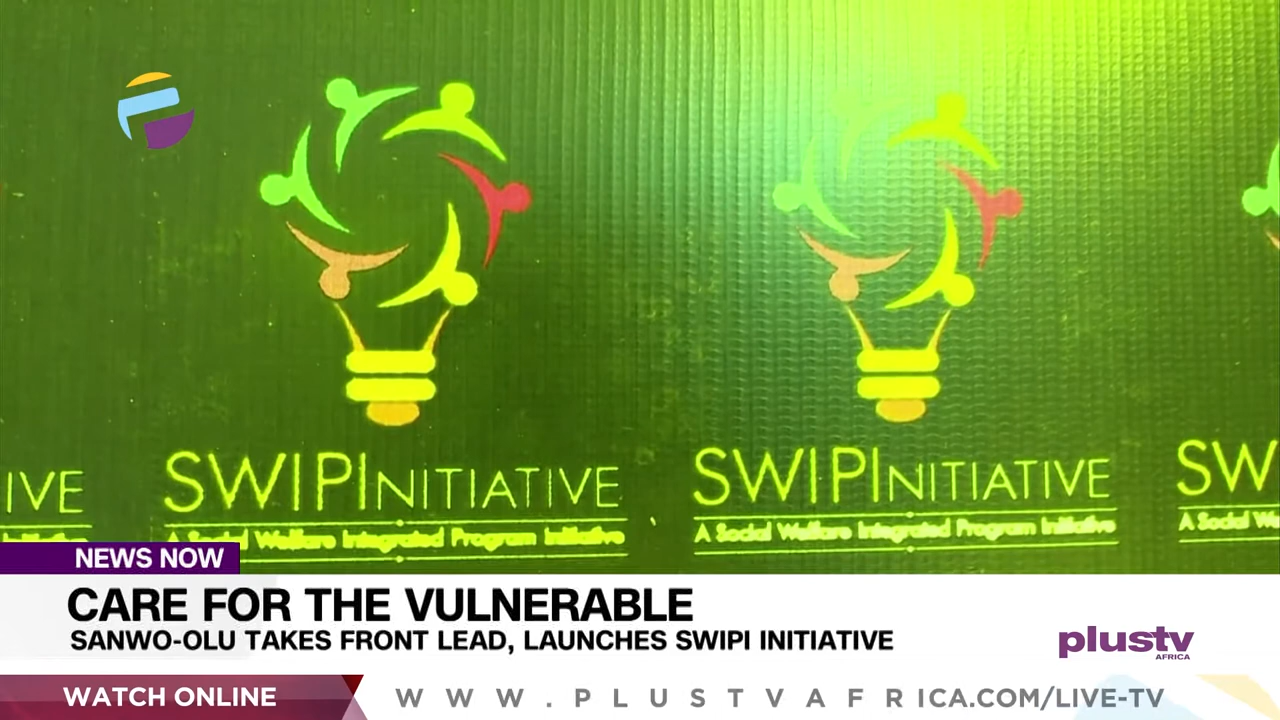 IVE
SWIPINITIATIVE
SWIPINITIATIVE
SW
A Social Welfare Integrated Program Initiative
A Social Welfare Integrated Program Initiative
A Social W
NEWS NOW
CARE FOR THE VULNERABLE
SANWO-OLU TAKES FRONT LEAD, LAUNCHES SWIPI INITIATIVE
plustv
AFRICA
WATCH ONLINE
WWW.PLUSTVAFRICA.COM/LIVE-TV